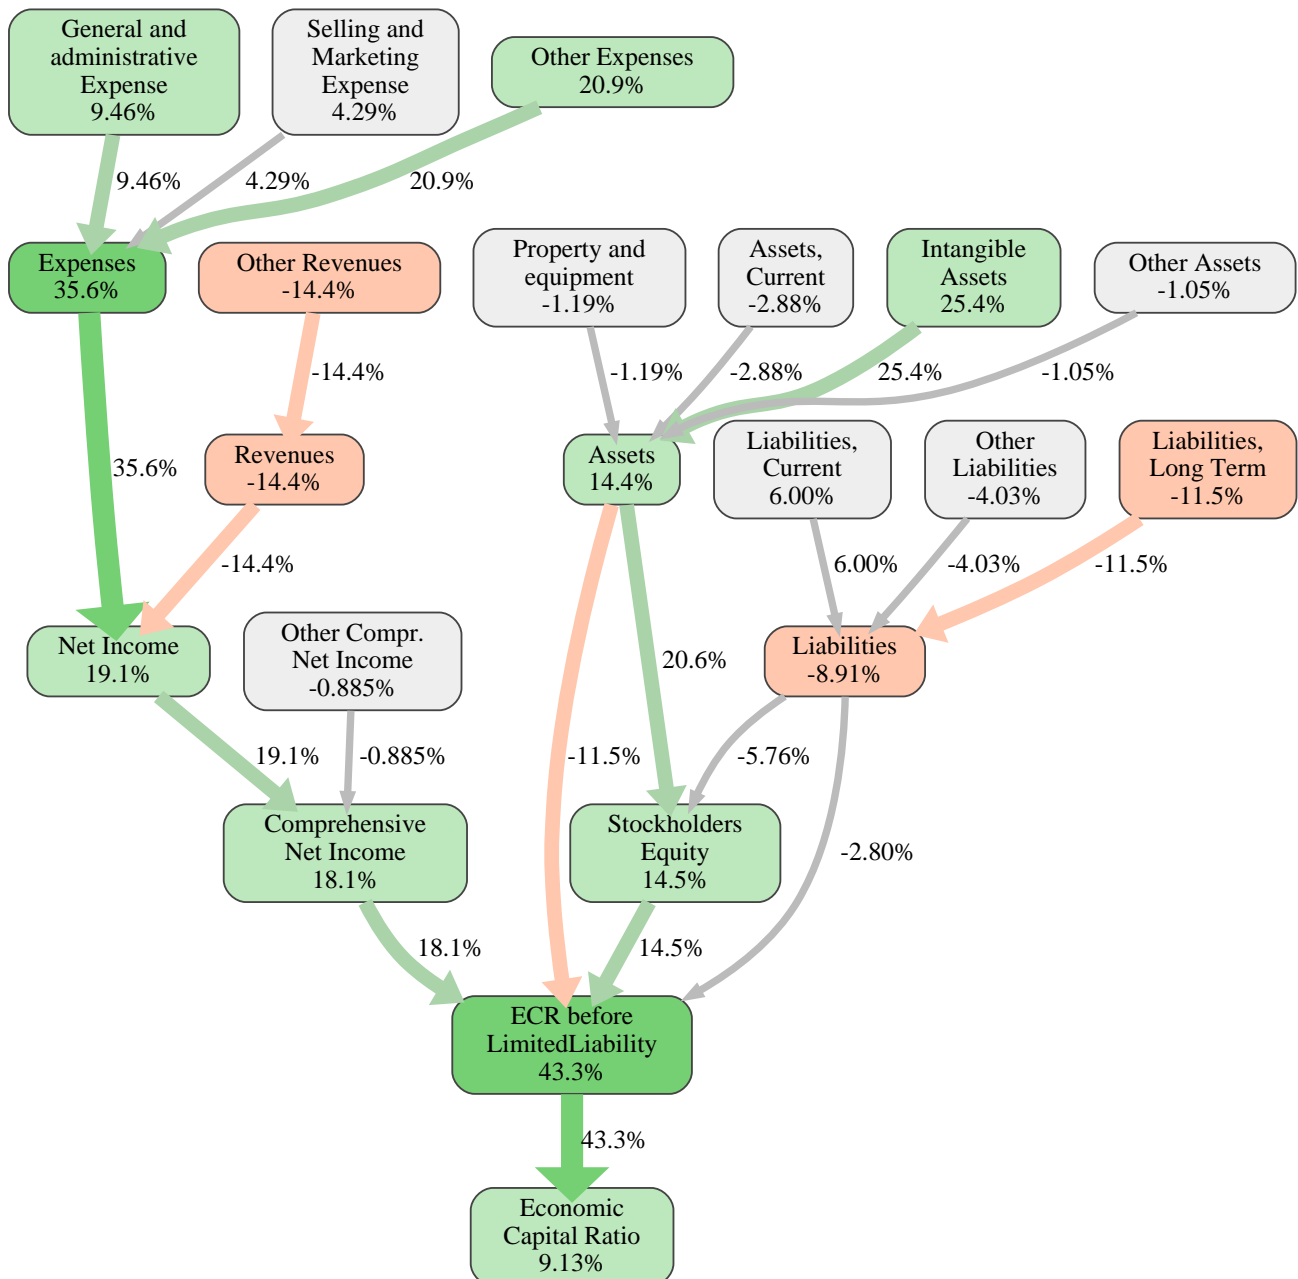 General and
administrative
Expense
9.46%
Selling and
Marketing
Expense
4.29%
Other Expenses
20.9%
9.46%
4.29%
20.9%
Expenses
35.6%
Other Revenues
-14.4%
Property and
equipment
-1.19%
Assets,
Current
-2.88%
Intangible
Assets
25.4%
Other Assets
-1.05%
-14.4%
-1.19%
-2.88%
25.4%
-1.05%
35.6%
Revenues
-14.4%
Assets
14.4%
Liabilities,
Current
6.00%
Other
Liabilities
-4.03%
Liabilities,
Long Term
-11.5%
-14.4%
6.00%
-4.03%
-11.5%
Net Income
19.1%
Other Compr.
Net Income
-0.885%
20.6%
Liabilities
-8.91%
19.1%
-0.885%
-11.5%
-5.76%
Comprehensive
Net Income
18.1%
Stockholders
Equity
14.5%
-2.80%
18.1%
14.5%
ECR before
LimitedLiability
43.3%
43.3%
Economic
Capital Ratio
9.13%